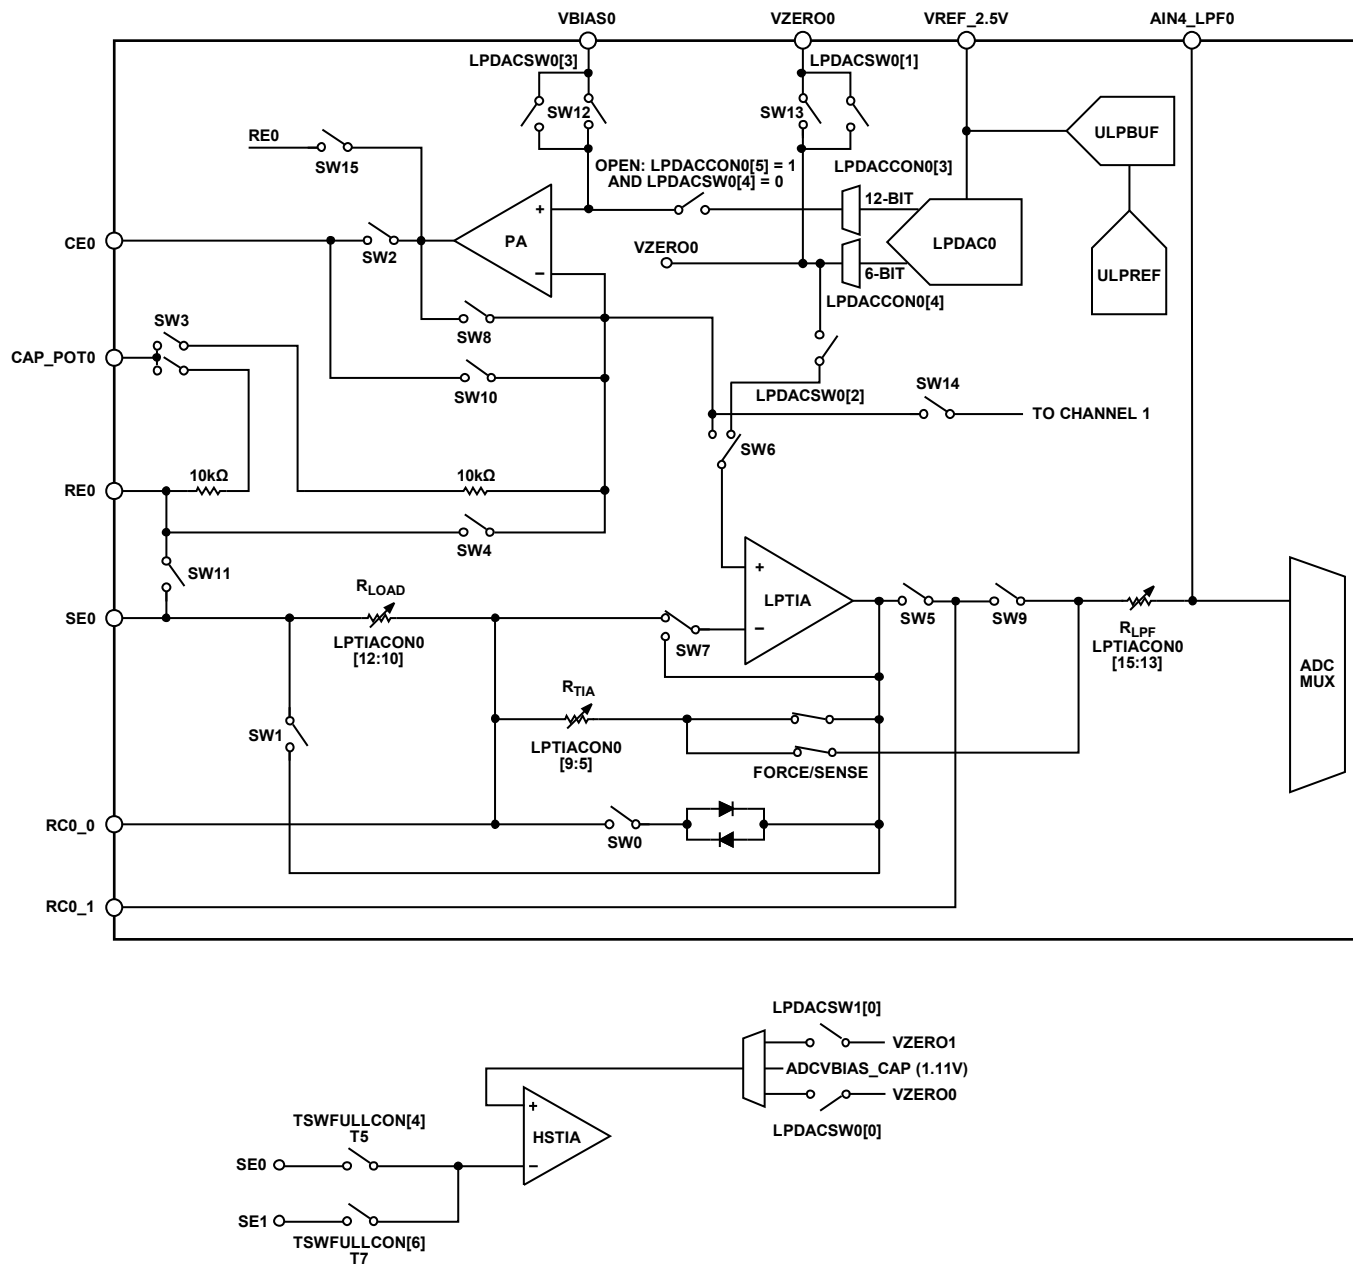 VBIAS0
VZERO0
VREF_2.5V
AIN4_LPF0
LPDACSW0[3]
LPDACSW0[1]
SW12
SW13
ULPBUF
RE0
SW15
OPEN: LPDACCON0[5] = 1
AND LPDACSW0[4] = 0
LPDACCON0[3]
12-BIT
+
PA
–
LPDAC0
CE0
SW2
VZERO0
6-BIT
ULPREF
LPDACCON0[4]
SW3
SW8
CAP_POT0
SW10
LPDACSW0[2]
SW14
TO CHANNEL 1
SW6
10kΩ
10kΩ
RE0
SW4
SW11
+
LPTIA
–
RLOAD
SE0
LPTIACON0
[12:10]
SW7
SW5
SW9
RLPF
LPTIACON0
[15:13]
ADC
MUX
RTIA
SW1
LPTIACON0
[9:5]
FORCE/SENSE
RC0_0
SW0
RC0_1
LPDACSW1[0]
VZERO1
ADCVBIAS_CAP (1.11V)
VZERO0
LPDACSW0[0]
+
HSTIA
–
TSWFULLCON[4]
T5
SE0
SE1
TSWFULLCON[6]
T7